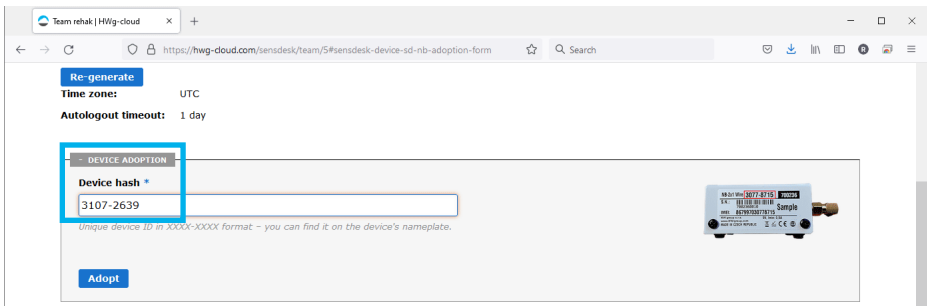 Team rehak | HWg-cloud
https://hwg-cloud.com/sensdesk/team/5#sensdesk-device-sd-nb-adoption-form
Search
R
Re-generate
Time zone: UTC
Autologout timeout: 1 day
- DEVICE ADOPTION
Device hash *
3107-2639
Unique device ID in XXXX-XXXX format – you can find it on the device's nameplate.
3077-8715
Sample
867997030778715
MADE IN CZECH REPUBLIC
Adopt